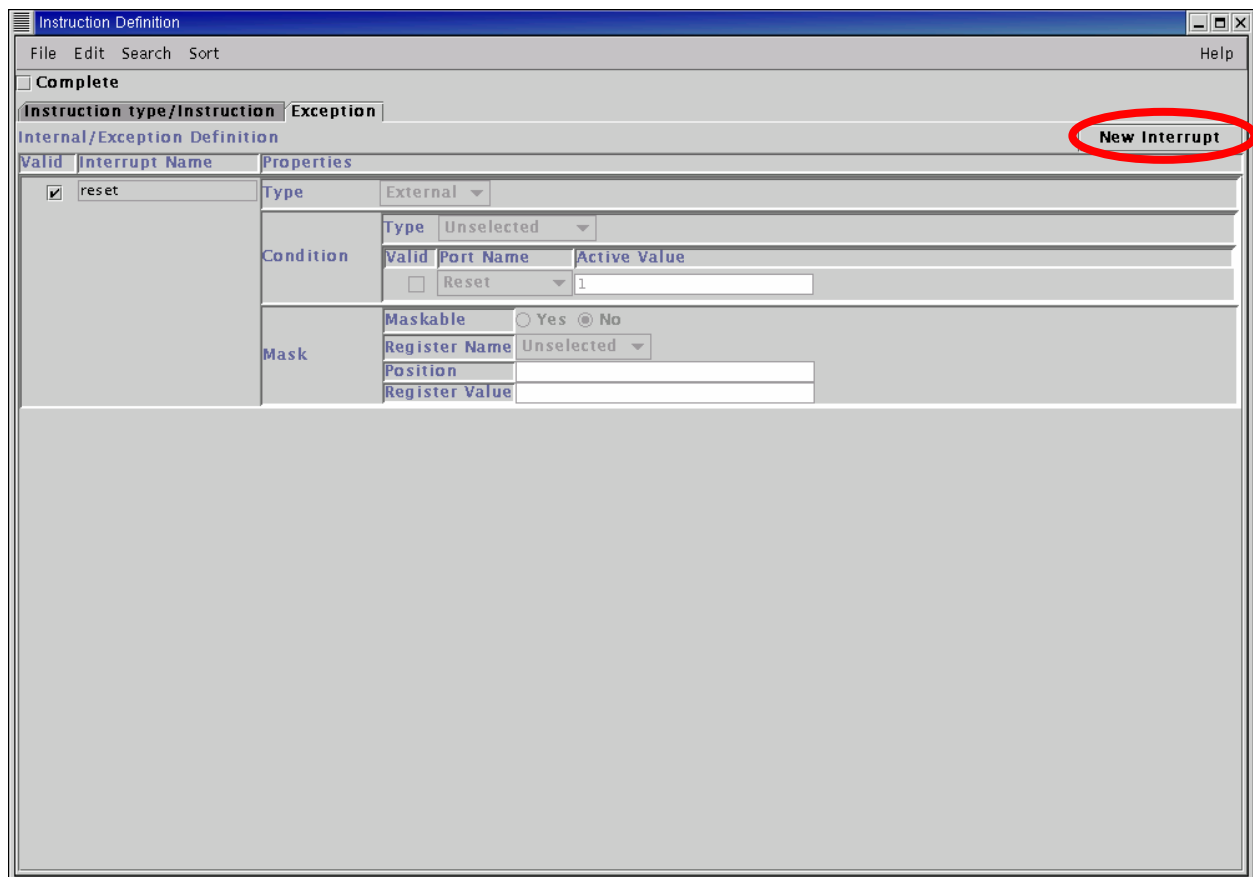 Instruction Definition
File Edit Search Sort Help
Complete
Instruction type/Instruction Exception
Internal/Exception Definition New Interrupt
Valid Interrupt Name Properties
reset Type External
Type Unselected
Condition Valid Port Name Active Value
Reset 1
Maskable Yes No
Mask Register Name Unselected
Position
Register Value